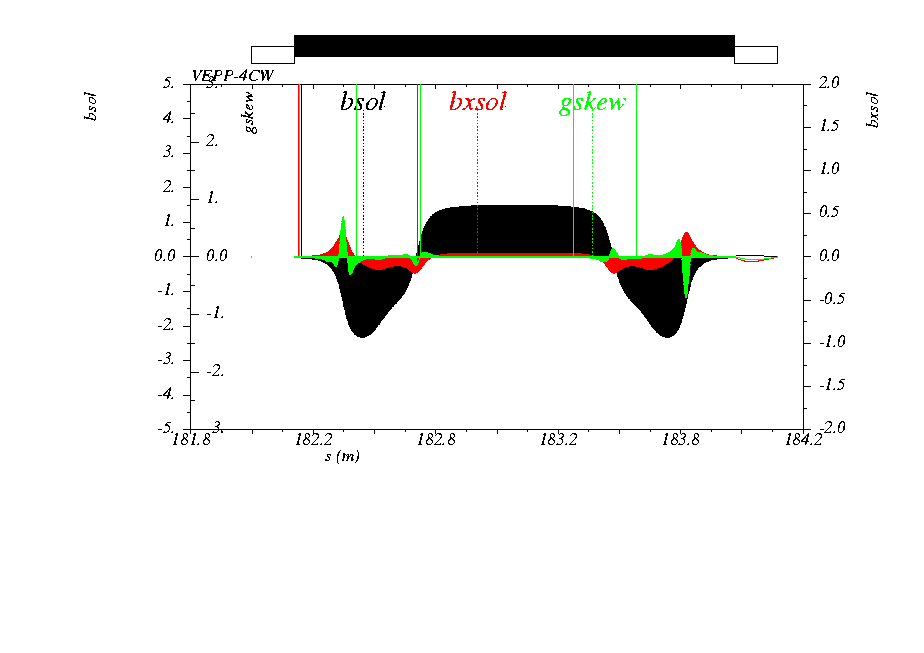 VEPP-4CW
5. 3. 2.0
bsol gskew bsol bxsol gskew bxsol
4. 1.5
2.
3. 1.0
2. 1. 0.5
1.
0.0 0.0 0.0
-1. -1. -0.5
-2. -1.0
-2.
-3. -1.5
-4.
-5. -3. -2.0
181.8 182.2 182.8 183.2 183.8 184.2
s (m)